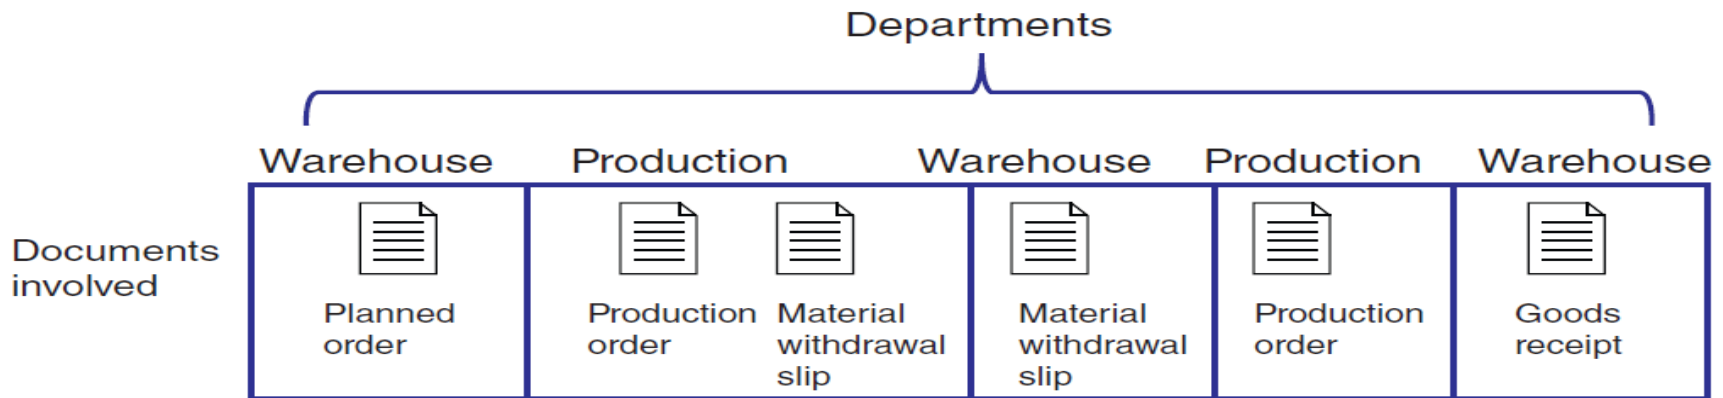 Departments
Warehouse Production Warehouse Production Warehouse
Documents
involved
Planned
order
Production
order
Material
withdrawal
slip
Material
withdrawal
slip
Production
order
Goods
receipt